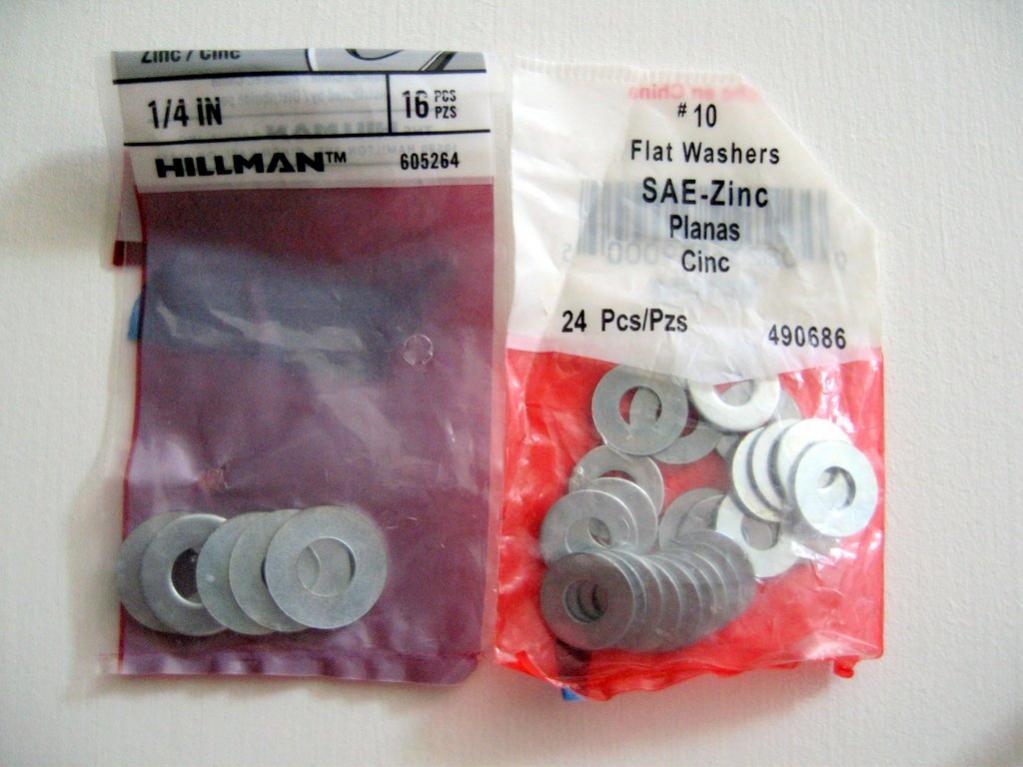 Zinc / Cinc
1/4 IN
16 PCS
PZS
HILLMAN™ 605264
#10
Flat Washers
SAE-Zinc
Planas
Cinc
24 Pcs/Pzs
490686